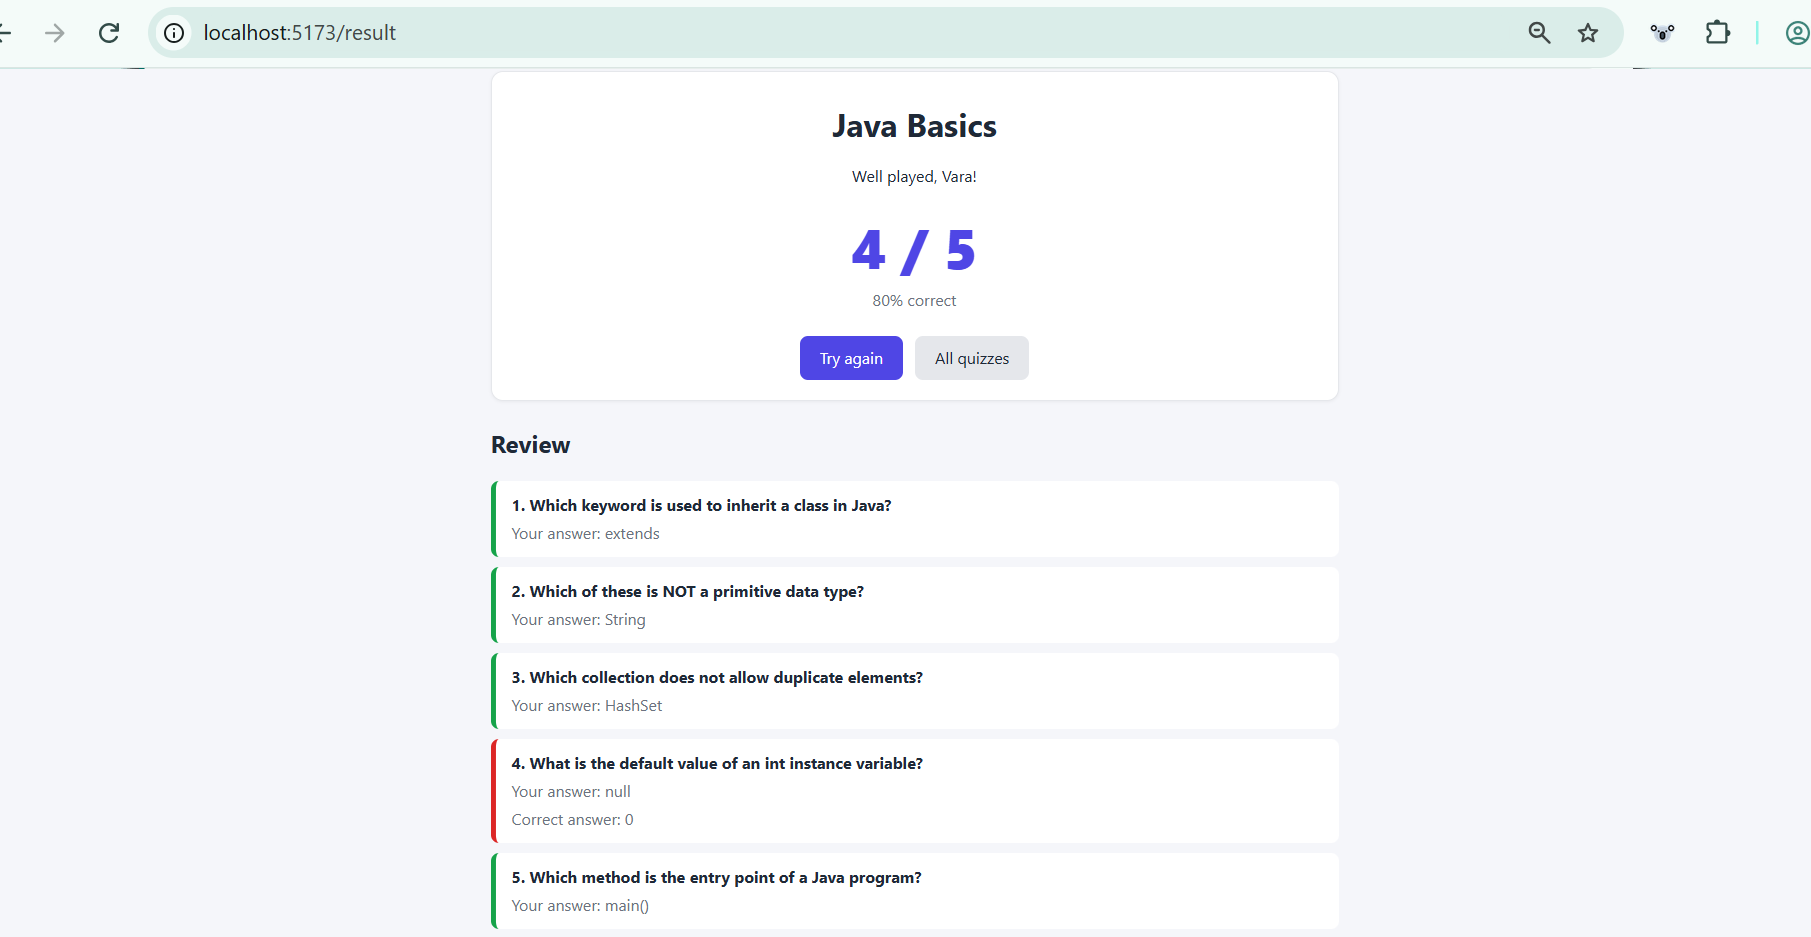 localhost:5173/result
Java Basics
Well played, Vara!
4 / 5
80% correct
Try again
All quizzes
Review
1. Which keyword is used to inherit a class in Java?
Your answer: extends
2. Which of these is NOT a primitive data type?
Your answer: String
3. Which collection does not allow duplicate elements?
Your answer: HashSet
4. What is the default value of an int instance variable?
Your answer: null
Correct answer: 0
5. Which method is the entry point of a Java program?
Your answer: main()